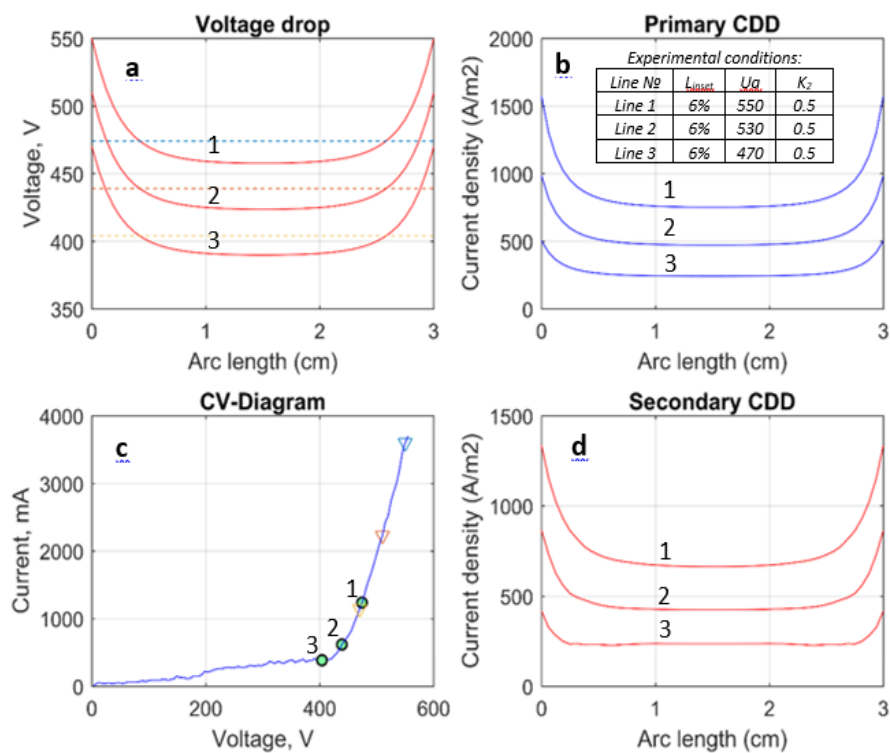 Voltage drop
550
500
450
400
350
Voltage, V
a
1
2
3
0 1 2 3
Arc length (cm)
Primary CDD
2000
1500
1000
500
0
Current density (A/m2)
b
Experimental conditions:
Line № Linset Ug K2
Line 1 6% 550 0.5
Line 2 6% 530 0.5
Line 3 6% 470 0.5
1
2
3
0 1 2 3
Arc length (cm)
CV-Diagram
4000
3000
2000
1000
0
Current, mA
c
1
2
3
0 200 400 600
Voltage, V
Secondary CDD
1500
1000
500
0
Current density (A/m2)
d
1
2
3
0 1 2 3
Arc length (cm)